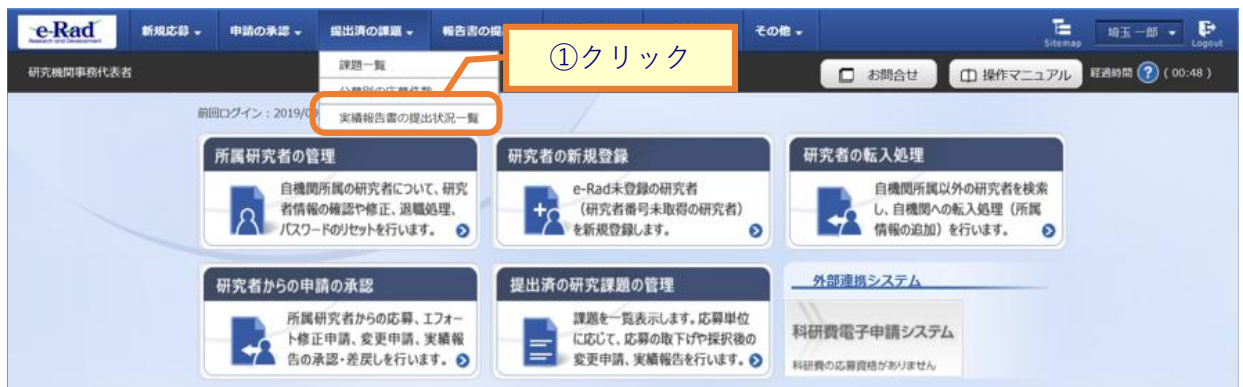 e-Rad
Research and Development
新規応募
申請の承認
提出済の課題
報告書の提
その他
Sitemap
埼玉 一郎
Logout
①クリック
研究機関事務代表者
お問合せ
操作マニュアル
経過時間 ? ( 00:48 )
課題一覧
公募別の応募件数
実績報告書の提出状況一覧
前回ログイン：2019/0
所属研究者の管理
自機関所属の研究者について、研究
者情報の確認や修正、退職処理、
パスワードのリセットを行います。
研究者の新規登録
e-Rad未登録の研究者
（研究者番号未取得の研究者）
を新規登録します。
研究者の転入処理
自機関所属以外の研究者を検索
し、自機関への転入処理（所属
情報の追加）を行います。
研究者からの申請の承認
所属研究者からの応募、エフォー
ト修正申請、変更申請、実績報
告の承認・差戻しを行います。
提出済の研究課題の管理
課題を一覧表示します。応募単位
に応じて、応募の取下げや採択後の
変更申請、実績報告を行います。
外部連携システム
科研費電子申請システム
科研費の応募資格がありません